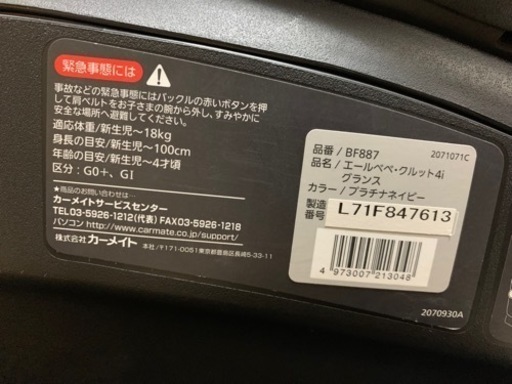 緊急事態には
事故などの緊急事態にはバックルの赤いボタンを押
して肩ベルトをお子さまの腕から外し、すみやかに
安全な場所へ避難してください。
適応体重/新生児〜18kg
身長の目安/新生児〜100cm
年齢の目安/新生児〜4才頃
区分：G0+、GI
■商品に関するお問い合わせ
カーメイトサービスセンター
TEL03-5926-1212(代表) FAX03-5926-1218
パソコン http://www.carmate.co.jp/support/
株式会社 カーメイト 本社/〒171-0051 東京都豊島区長崎5-33-11
品番 / BF887 2071071C
品名 / エールベベ・クルット4i
グランス
カラー / プラチナネイビー
製造番号 L71F847613
4 973007 213048
2070930A